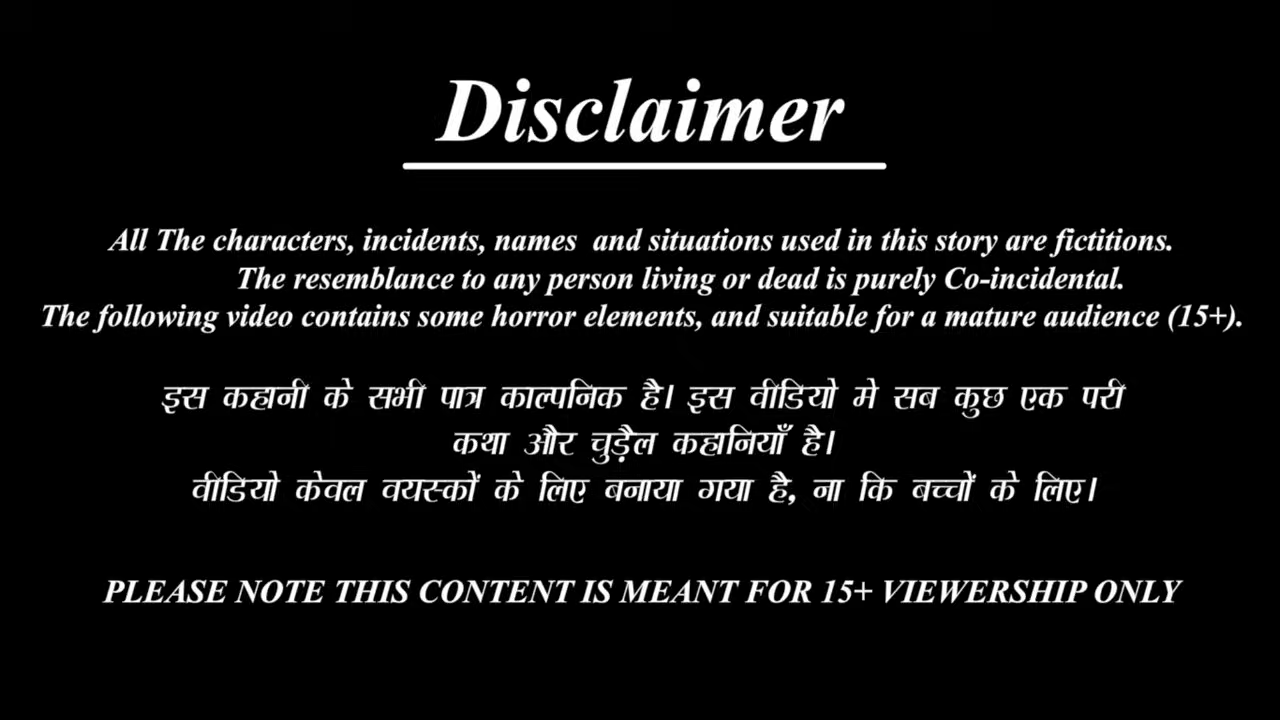 Disclaimer
All The characters, incidents, names and situations used in this story are fictitions.
The resemblance to any person living or dead is purely Co-incidental.
The following video contains some horror elements, and suitable for a mature audience (15+).
इस कहानी के सभी पात्र काल्पनिक है। इस वीडियो मे सब कुछ एक परी
कथा और चुड़ैल कहानियाँ है।
वीडियो केवल वयस्कों के लिए बनाया गया है, ना कि बच्चों के लिए।
PLEASE NOTE THIS CONTENT IS MEANT FOR 15+ VIEWERSHIP ONLY